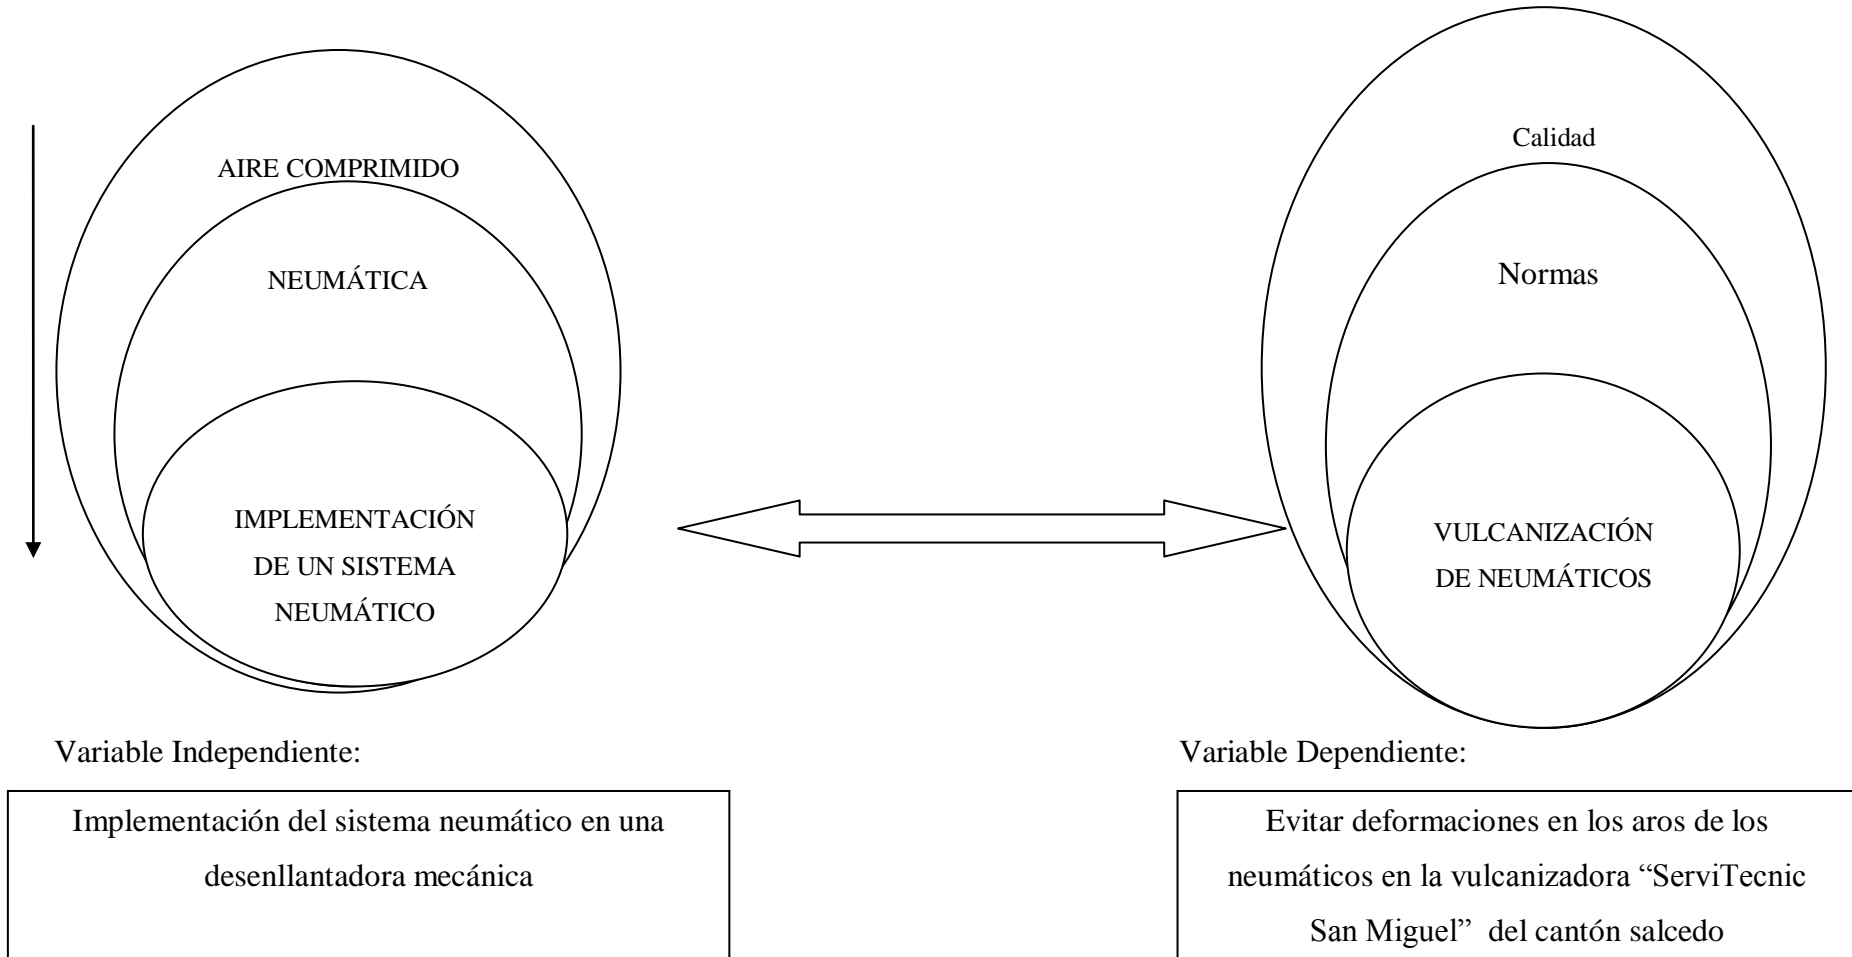 AIRE COMPRIMIDO
NEUMÁTICA
IMPLEMENTACIÓN
DE UN SISTEMA
NEUMÁTICO
Calidad
Normas
VULCANIZACIÓN
DE NEUMÁTICOS
Variable Independiente:
Implementación del sistema neumático en una
desenllantadora mecánica
Variable Dependiente:
Evitar deformaciones en los aros de los
neumáticos en la vulcanizadora “ServiTecnic
San Miguel” del cantón salcedo